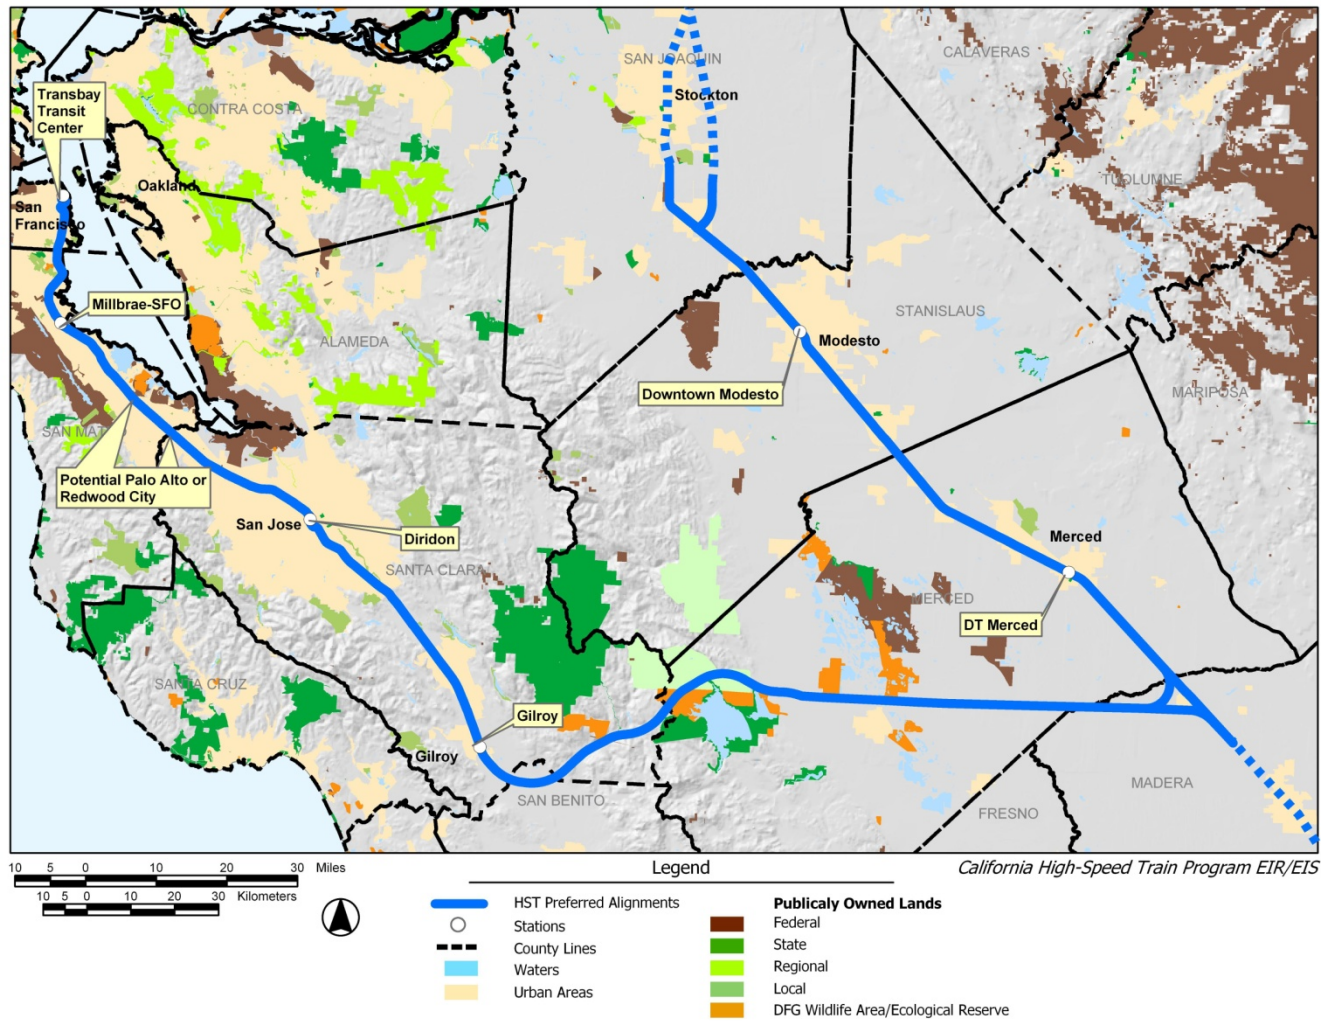 CALAVERAS
SAN JOAQUIN
Stockton
Transbay
Transit
Center
CONTRA COSTA
TUOLUMNE
Oakland
San
Francisco
Millbrae-SFO
STANISLAUS
ALAMEDA
Modesto
Downtown Modesto
MARIPOSA
SAN MAT
Potential Palo Alto or
Redwood City
San Jose
Diridon
Merced
SANTA CLARA
MERCED
DT Merced
SANTA CRUZ
Gilroy
Gilroy
MADERA
SAN BENITO
FRESNO
10 5 0 10 20 30 Miles
10 5 0 10 20 30 Kilometers
Legend
California High-Speed Train Program EIR/EIS
HST Preferred Alignments
Stations
County Lines
Waters
Urban Areas
Publicaly Owned Lands
Federal
State
Regional
Local
DFG Wildlife Area/Ecological Reserve